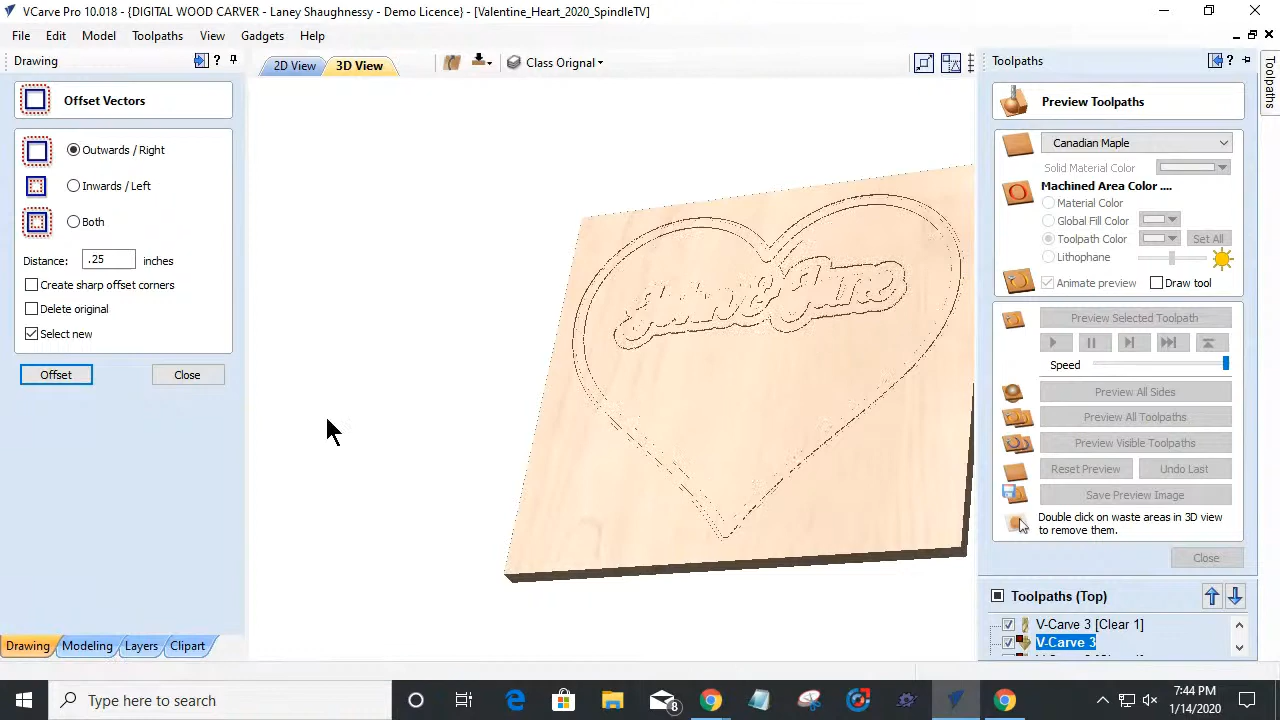 VCarve Pro 10.018 - {DIGITAL WOOD CARVER - Laney Shaughnessy - Demo Licence} - [Valentine_Heart_2020_SpindleTV]
File Edit Model Toolpaths View Gadgets Help
Drawing
Offset Vectors
Outwards / Right
Inwards / Left
Both
Distance: .25 inches
Create sharp offset corners
Delete original
Select new
Offset Close
Drawing Modeling Layers Clipart
2D View 3D View Class Orignal
Toolpaths
Toolpaths
Preview Toolpaths
Canadian Maple
Solid Material Color
Machined Area Color ....
Material Color
Global Fill Color
Toolpath Color Set All
Lithophane
Animate preview Draw tool
Preview Selected Toolpath
Speed
Preview All Sides
Preview All Toolpaths
Preview Visible Toolpaths
Reset Preview Undo Last
Save Preview Image
Double click on waste areas in 3D view
to remove them.
Close
Toolpaths (Top)
V-Carve 3 [Clear 1]
V-Carve 3
Type here to search
8
7:44 PM
1/14/2020